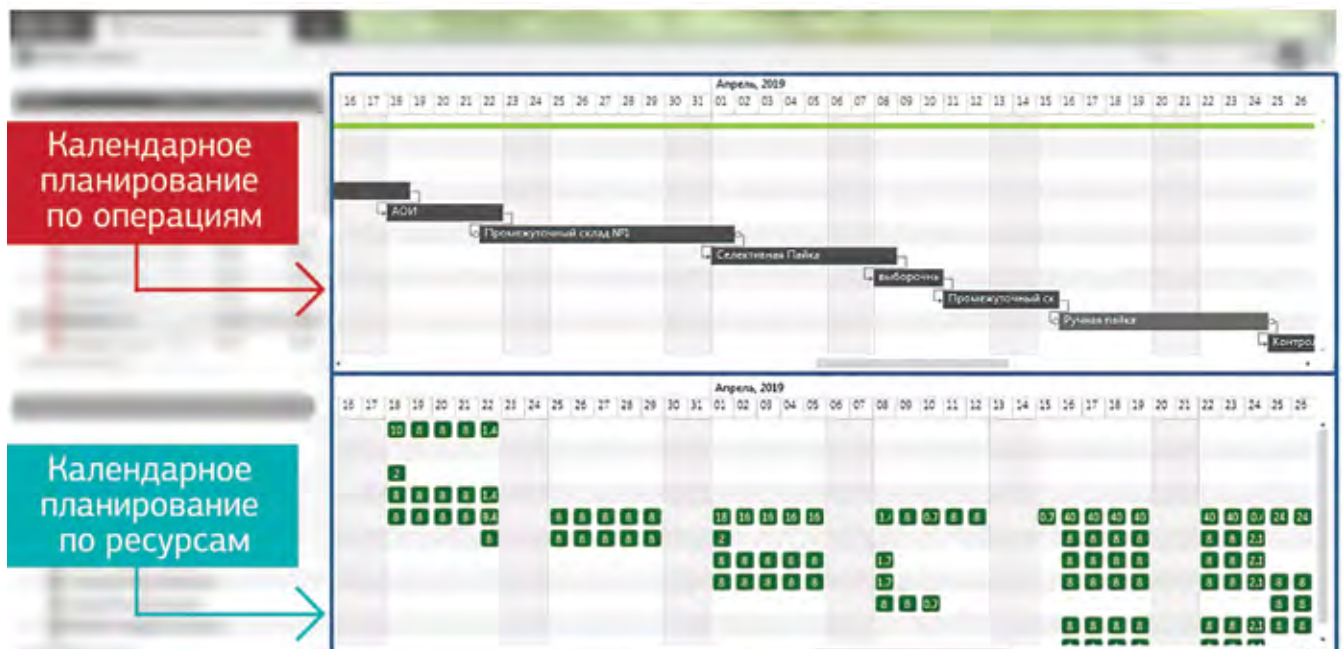 Апрель, 2019
16 17 18 19 20 21 22 23 24 25 26 27 28 29 30 31 01 02 03 04 05 06 07 08 09 10 11 12 13 14 15 16 17 18 19 20 21 22 23 24 25 26
Календарное
планирование
по операциям
АОИ
Промежуточный склад №1
Селективная Пайка
выборочна
Промежуточный ск
Ручная пайка
Контрол
Апрель, 2019
16 17 18 19 20 21 22 23 24 25 26 27 28 29 30 31 01 02 03 04 05 06 07 08 09 10 11 12 13 14 15 16 17 18 19 20 21 22 23 24 25 26
10 8 8 8 1.4
Календарное
планирование
по ресурсам
2
8 8 8 8 1.4
8 8 8 8 9.4 8 8 8 8 8 18 16 16 16 16 8 0.7 8 8 0.7 40 40 40 40 40 40 24 24
8 8 8 8 8 8 2 8 8 8 8 8 8 2.1
8 8 8 8 8 1.7 8 8 8 8 8 8 2.1
8 8 8 8 8 1.7 8 8 8 8 8 8 2.1 8 8
8 8 0.7 8 8
8 8 8 8 8 8 2.1 8 8